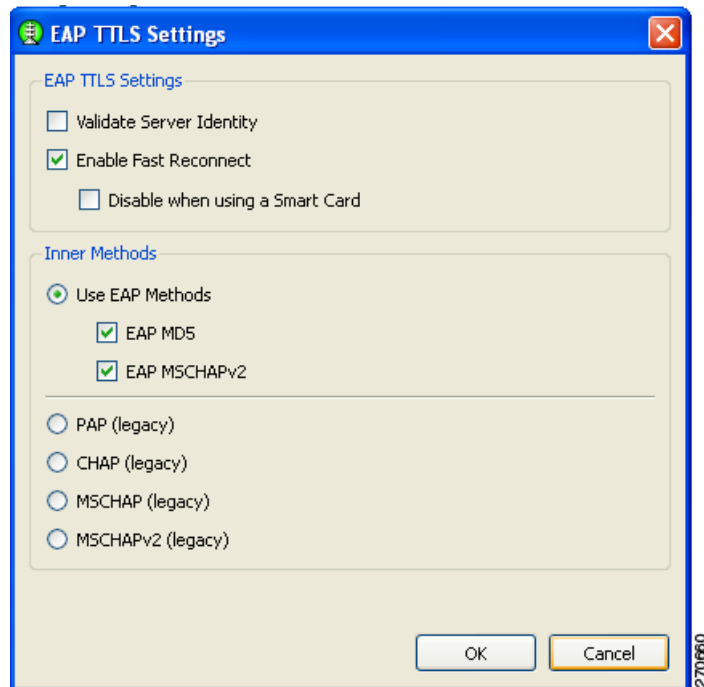 EAP TTLS Settings
EAP TTLS Settings
Validate Server Identity
Enable Fast Reconnect
Disable when using a Smart Card
Inner Methods
Use EAP Methods
EAP MD5
EAP MSCHAPv2
PAP (legacy)
CHAP (legacy)
MSCHAP (legacy)
MSCHAPv2 (legacy)
OK Cancel
270660